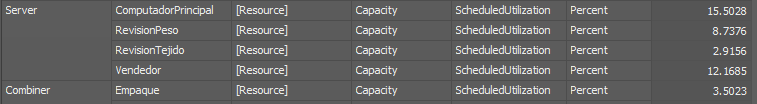 Server ComputadorPrincipal [Resource] Capacity ScheduledUtilization Percent 15.5028
RevisionPeso [Resource] Capacity ScheduledUtilization Percent 8.7376
RevisionTejido [Resource] Capacity ScheduledUtilization Percent 2.9156
Vendedor [Resource] Capacity ScheduledUtilization Percent 12.1685
Combiner Empaque [Resource] Capacity ScheduledUtilization Percent 3.5023